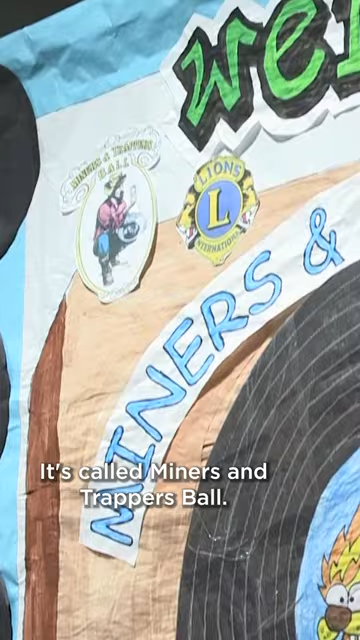 We
MINERS & TRAPPERS
BALL
LIONS
L
INTERNATIONAL
MINERS &
It's called Miners and
Trappers Ball.